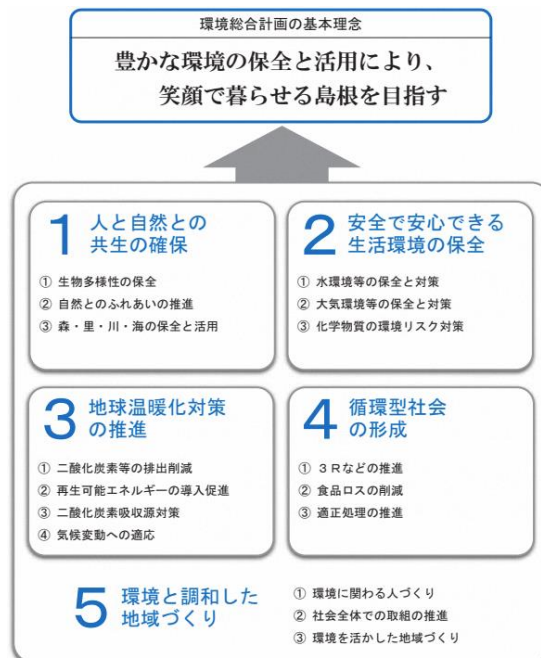 環境総合計画の基本理念
豊かな環境の保全と活用により、
笑顔で暮らせる島根を目指す
1 人と自然との
共生の確保
① 生物多様性の保全
② 自然とのふれあいの推進
③ 森・里・川・海の保全と活用
2 安全で安心できる
生活環境の保全
① 水環境等の保全と対策
② 大気環境等の保全と対策
③ 化学物質の環境リスク対策
3 地球温暖化対策
の推進
① 二酸化炭素等の排出削減
② 再生可能エネルギーの導入促進
③ 二酸化炭素吸収源対策
④ 気候変動への適応
4 循環型社会
の形成
① 3Rなどの推進
② 食品ロスの削減
③ 適正処理の推進
5 環境と調和した
地域づくり
① 環境に関わる人づくり
② 社会全体での取組の推進
③ 環境を活かした地域づくり